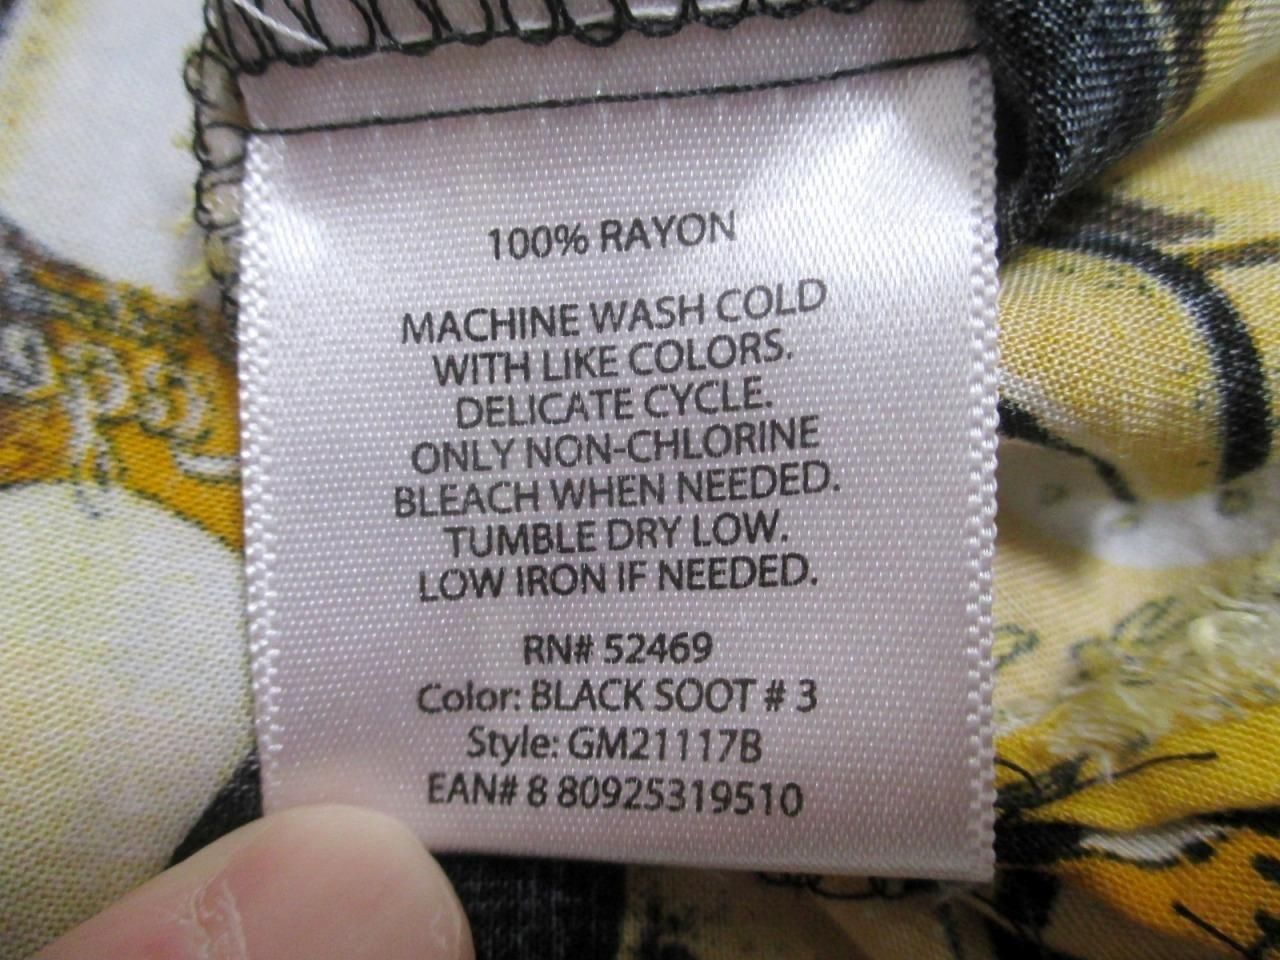 100% RAYON
MACHINE WASH COLD
WITH LIKE COLORS.
DELICATE CYCLE.
ONLY NON-CHLORINE
BLEACH WHEN NEEDED.
TUMBLE DRY LOW.
LOW IRON IF NEEDED.
RN# 52469
Color: BLACK SOOT # 3
Style: GM21117B
EAN# 8 80925319510